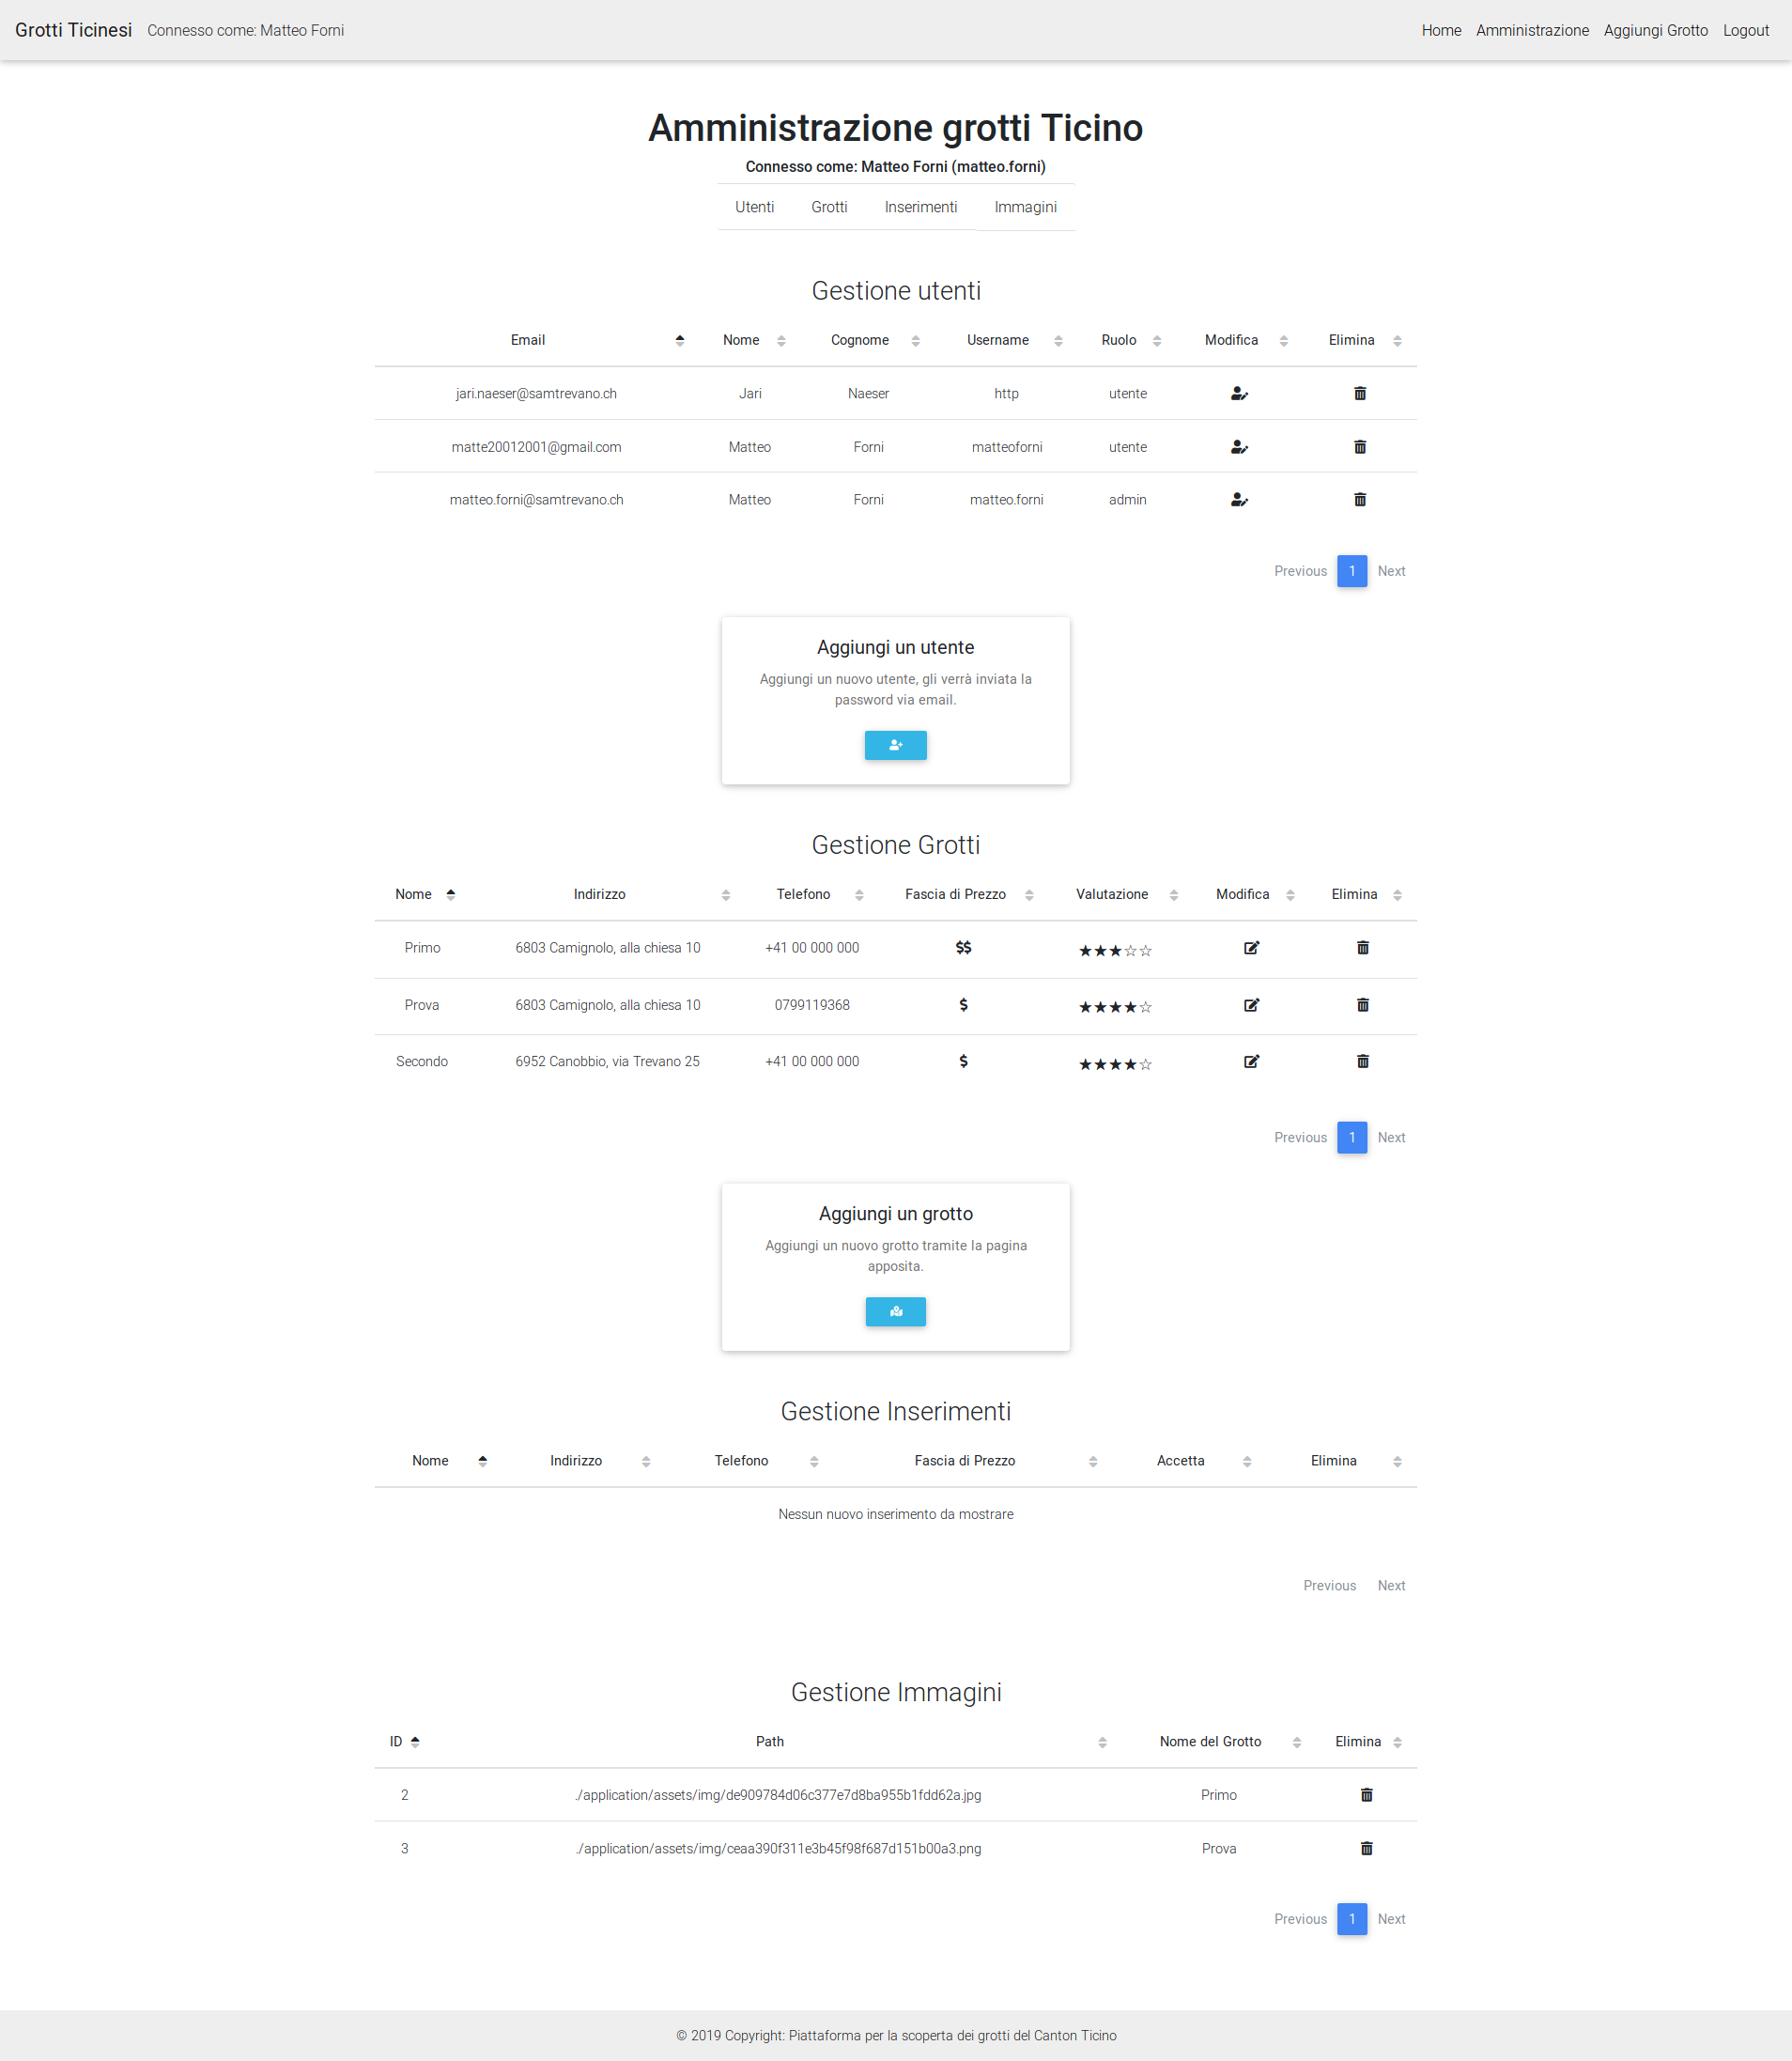 Grotti Ticinesi Connesso come: Matteo Forni Home Amministrazione Aggiungi Grotto Logout
Amministrazione grotti Ticino
Connesso come: Matteo Forni (matteo.forni)
Utenti Grotti Inserimenti Immagini
Gestione utenti
Email Nome Cognome Username Ruolo Modifica Elimina
jari.naeser@samtrevano.ch Jari Naeser http utente
matte20012001@gmail.com Matteo Forni matteoforni utente
matteo.forni@samtrevano.ch Matteo Forni matteo.forni admin
Previous 1 Next
Aggiungi un utente
Aggiungi un nuovo utente, gli verrà inviata la
password via email.
Gestione Grotti
Nome Indirizzo Telefono Fascia di Prezzo Valutazione Modifica Elimina
Primo 6803 Camignolo, alla chiesa 10 +41 00 000 000 $$ ★★★☆☆
Prova 6803 Camignolo, alla chiesa 10 0799119368 $ ★★★★☆
Secondo 6952 Canobbio, via Trevano 25 +41 00 000 000 $ ★★★★☆
Previous 1 Next
Aggiungi un grotto
Aggiungi un nuovo grotto tramite la pagina
apposita.
Gestione Inserimenti
Nome Indirizzo Telefono Fascia di Prezzo Accetta Elimina
Nessun nuovo inserimento da mostrare
Previous Next
Gestione Immagini
ID Path Nome del Grotto Elimina
2 ./application/assets/img/de909784d06c377e7d8ba955b1fdd62a.jpg Primo
3 ./application/assets/img/ceaa390f311e3b45f98f687d151b00a3.png Prova
Previous 1 Next
© 2019 Copyright: Piattaforma per la scoperta dei grotti del Canton Ticino